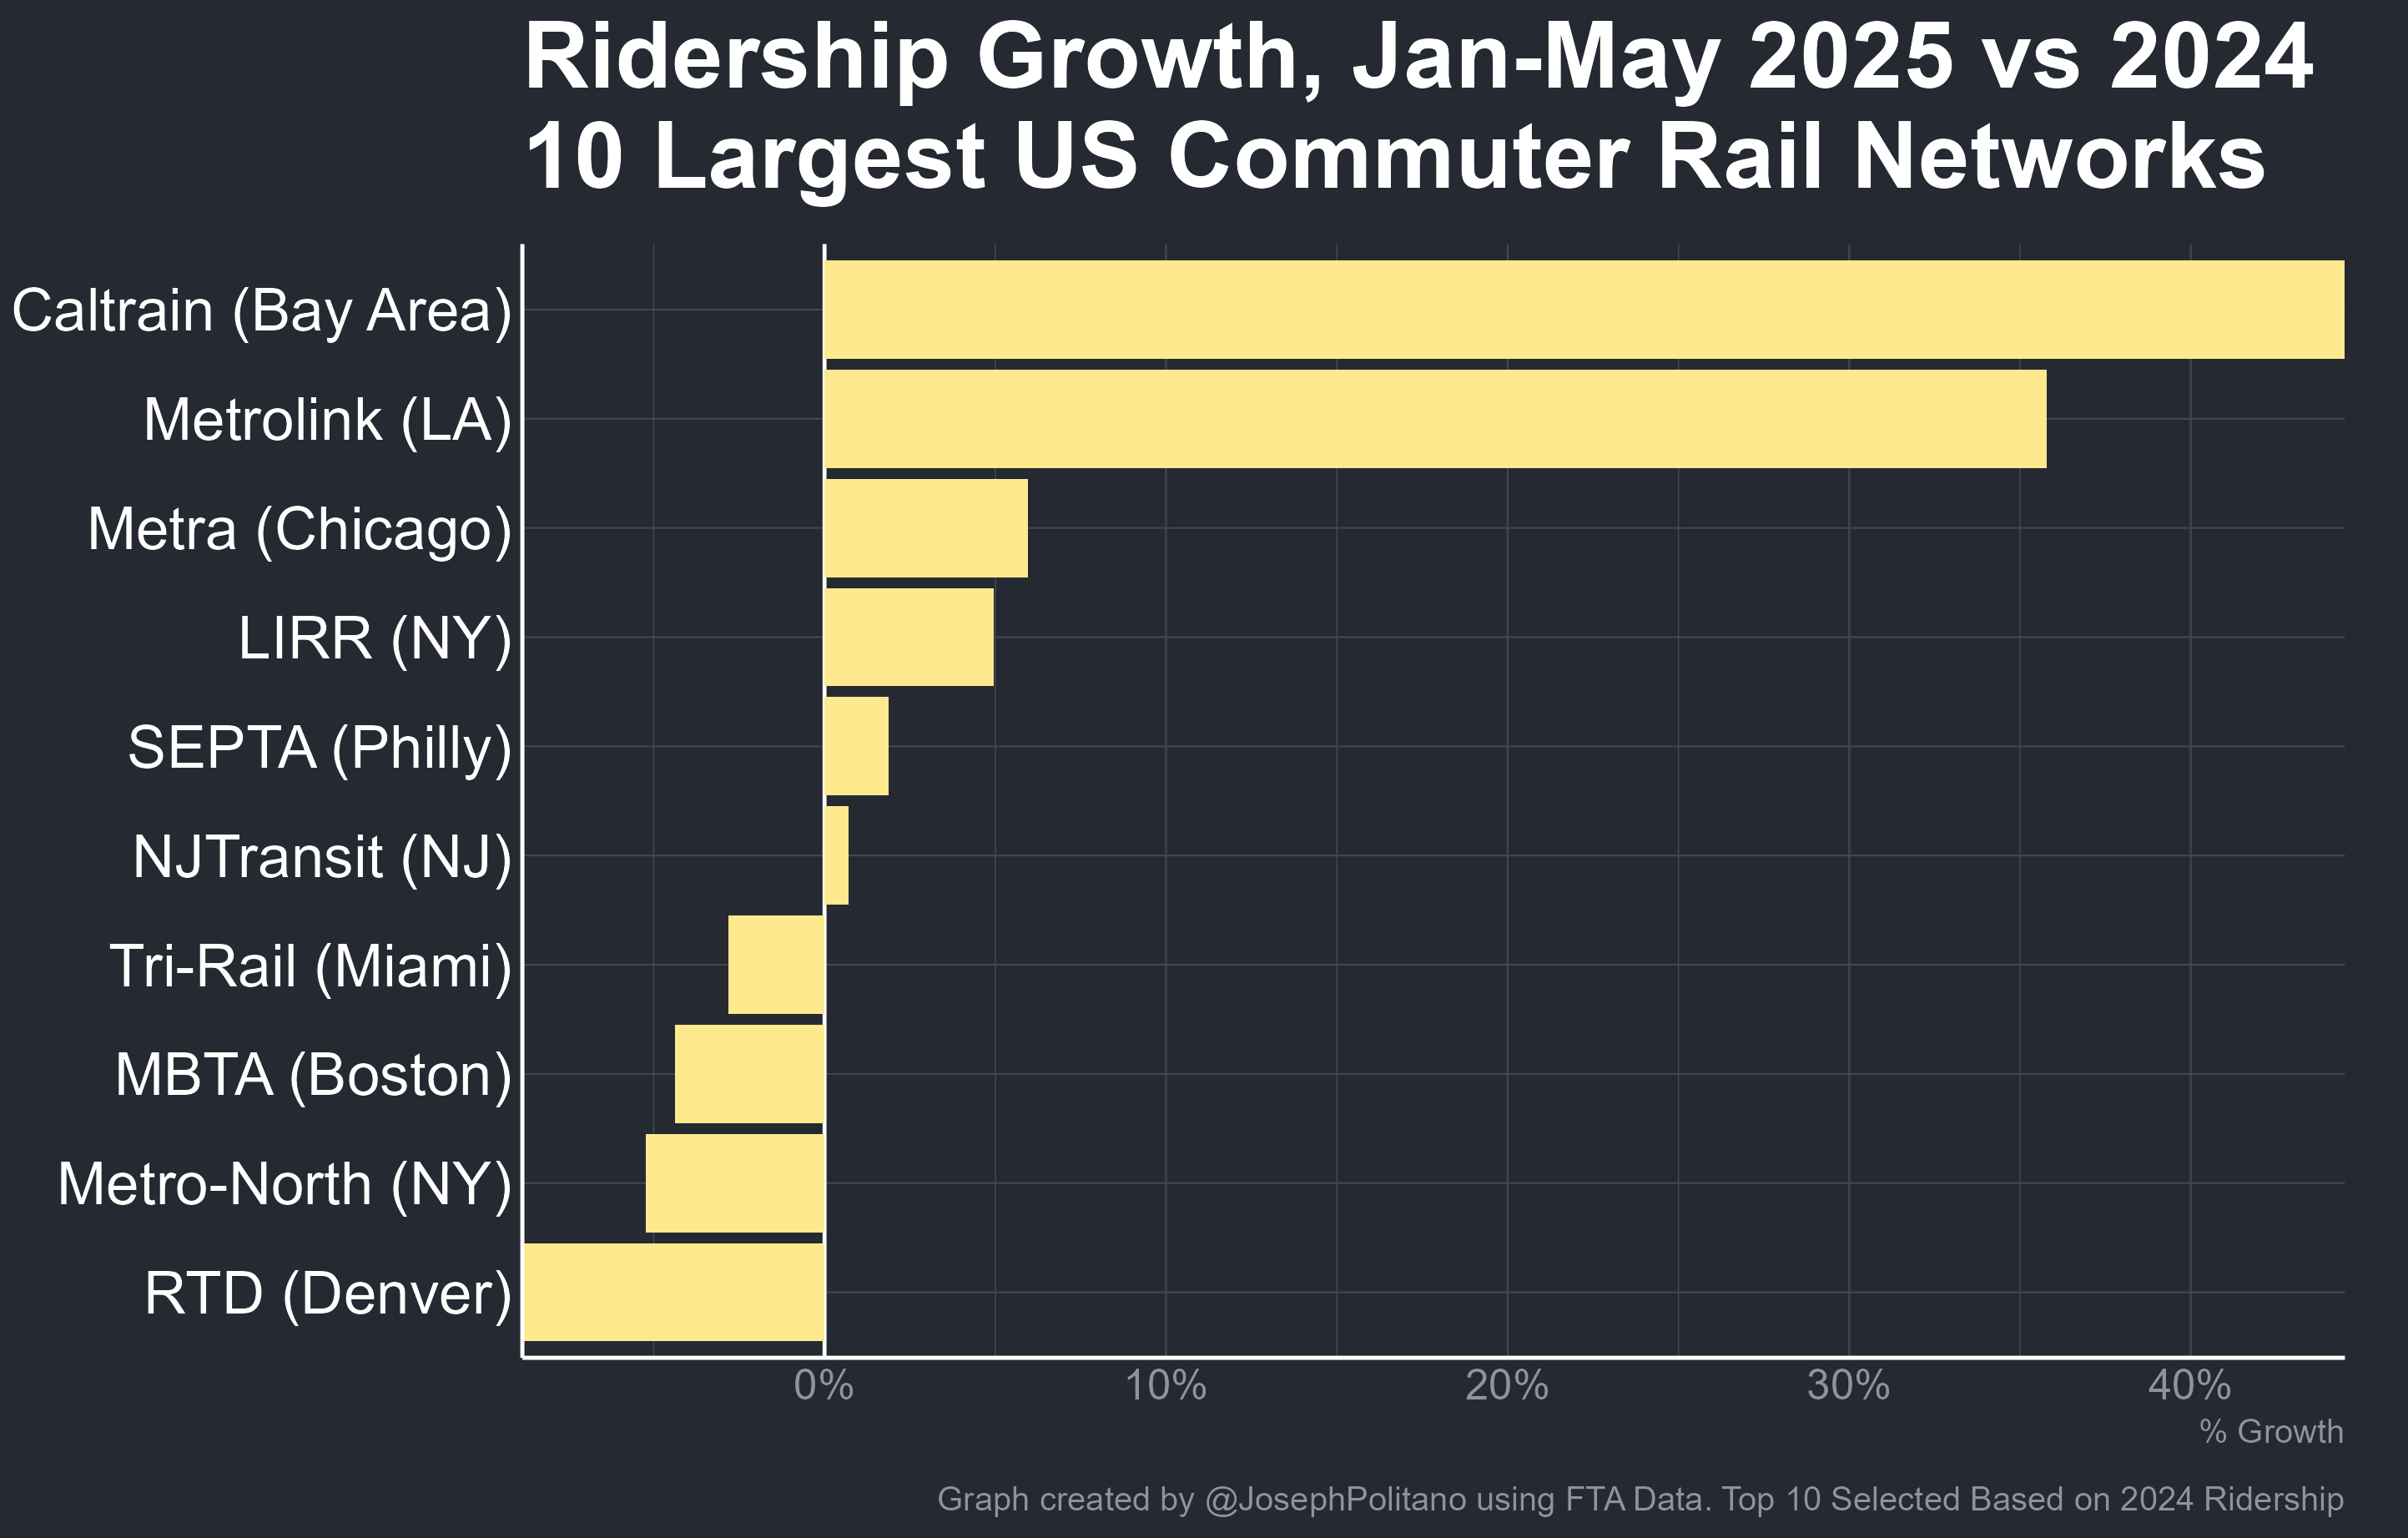 Ridership Growth, Jan-May 2025 vs 2024
10 Largest US Commuter Rail Networks
Caltrain (Bay Area)
Metrolink (LA)
Metra (Chicago)
LIRR (NY)
SEPTA (Philly)
NJTransit (NJ)
Tri-Rail (Miami)
MBTA (Boston)
Metro-North (NY)
RTD (Denver)
0% 10% 20% 30% 40%
% Growth
Graph created by @JosephPolitano using FTA Data. Top 10 Selected Based on 2024 Ridership